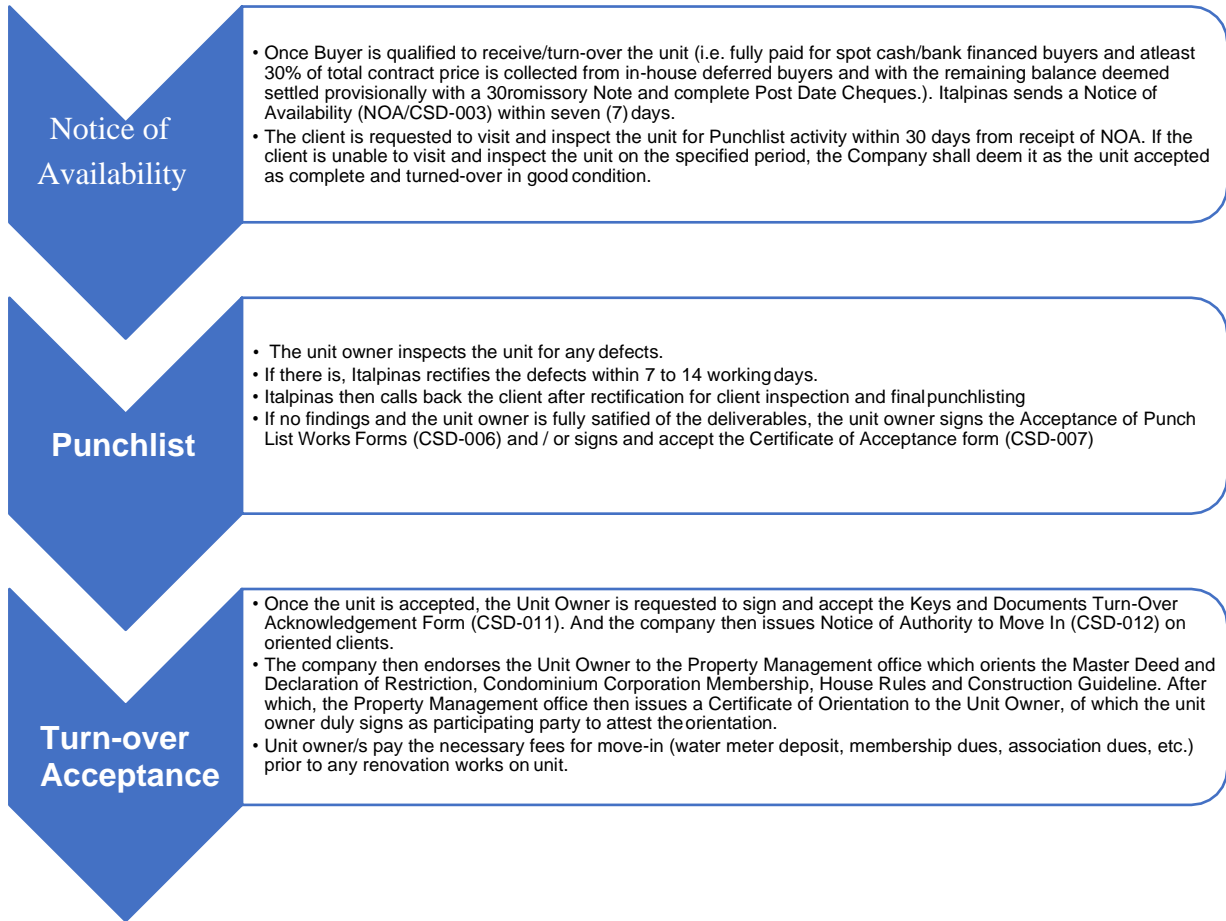 Notice of
Availability
• Once Buyer is qualified to receive/turn-over the unit (i.e. fully paid for spot cash/bank financed buyers and atleast
30% of total contract price is collected from in-house deferred buyers and with the remaining balance deemed
settled provisionally with a 30romissory Note and complete Post Date Cheques.). Italpinas sends a Notice of
Availability (NOA/CSD-003) within seven (7) days.
• The client is requested to visit and inspect the unit for Punchlist activity within 30 days from receipt of NOA. If the
client is unable to visit and inspect the unit on the specified period, the Company shall deem it as the unit accepted
as complete and turned-over in good condition.
Punchlist
• The unit owner inspects the unit for any defects.
• If there is, Italpinas rectifies the defects within 7 to 14 working days.
• Italpinas then calls back the client after rectification for client inspection and final punchlisting
• If no findings and the unit owner is fully satified of the deliverables, the unit owner signs the Acceptance of Punch
List Works Forms (CSD-006) and / or signs and accept the Certificate of Acceptance form (CSD-007)
Turn-over
Acceptance
• Once the unit is accepted, the Unit Owner is requested to sign and accept the Keys and Documents Turn-Over
Acknowledgement Form (CSD-011). And the company then issues Notice of Authority to Move In (CSD-012) on
oriented clients.
• The company then endorses the Unit Owner to the Property Management office which orients the Master Deed and
Declaration of Restriction, Condominium Corporation Membership, House Rules and Construction Guideline. After
which, the Property Management office then issues a Certificate of Orientation to the Unit Owner, of which the unit
owner duly signs as participating party to attest the orientation.
• Unit owner/s pay the necessary fees for move-in (water meter deposit, membership dues, association dues, etc.)
prior to any renovation works on unit.